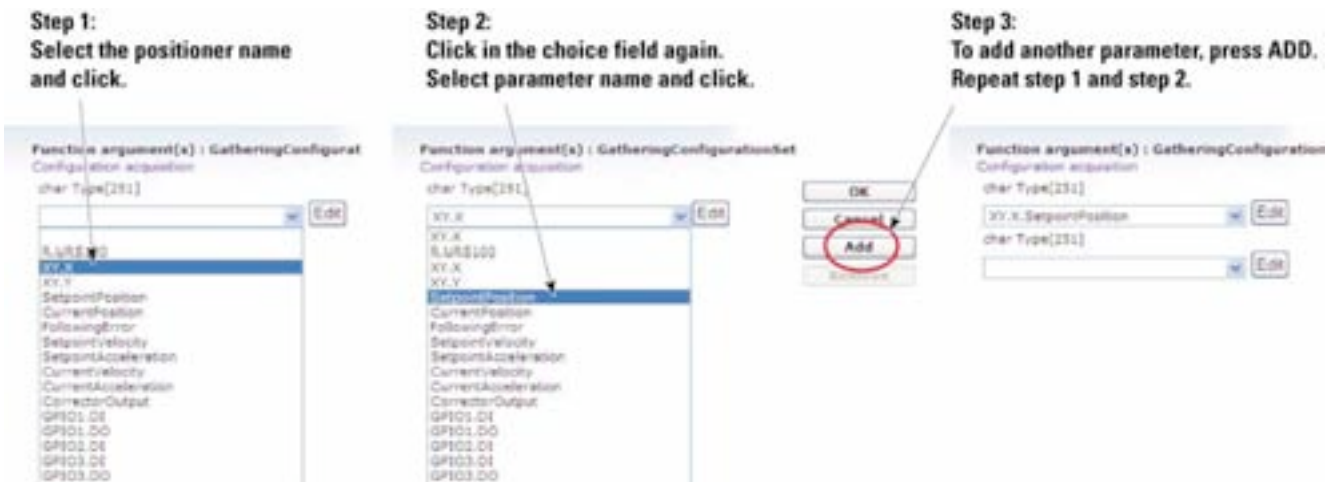 Step 1:
Select the positioner name
and click.
Step 2:
Click in the choice field again.
Select parameter name and click.
Step 3:
To add another parameter, press ADD.
Repeat step 1 and step 2.
Function argument(s) : GatheringConfigurat
Configuration acquisition
char Type[251]
Edit
XY.X
XY.Y
SetpointPosition
CurrentPosition
FollowingError
SetpointVelocity
SetpointAcceleration
CurrentVelocity
CurrentAcceleration
CorrectorOutput
GPIO1.DI
GPIO1.DO
GPIO2.DI
GPIO3.DI
GPIO3.DO
Function argument(s) : GatheringConfigurationSet
Configuration acquisition
char Type[251]
XY.X
Edit
XY.X
R.URS100
XY.X
XY.Y
SetpointPosition
CurrentPosition
FollowingError
SetpointVelocity
SetpointAcceleration
CurrentVelocity
CurrentAcceleration
CorrectorOutput
GPIO1.DI
GPIO1.DO
GPIO2.DI
GPIO3.DI
GPIO3.DO
OK
Cancel
Add
Remove
Function argument(s) : GatheringConfiguration
Configuration acquisition
char Type[251]
XY.X.SetpointPosition
Edit
char Type[251]
Edit